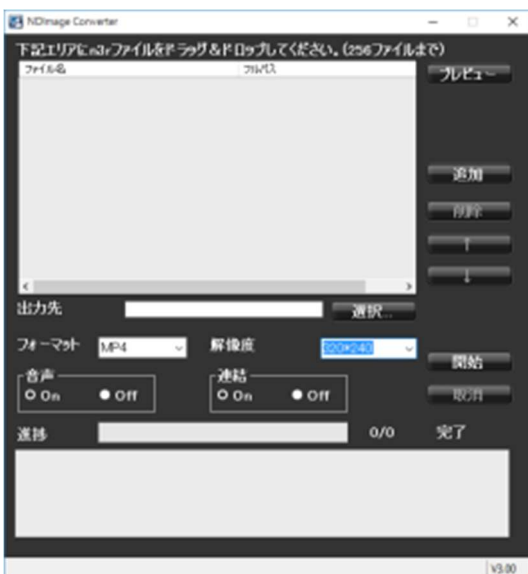 NDImage Converter
下記エリアにn3rファイルをドラッグ&ドロップしてください。(256ファイルまで)
ファイル名 フルパス
プレビュー
追加
削除
↑
↓
出力先 選択...
フォーマット MP4 解像度 320*240
開始
音声 連結
On Off On Off
取消
進捗 0/0 完了
V3.00